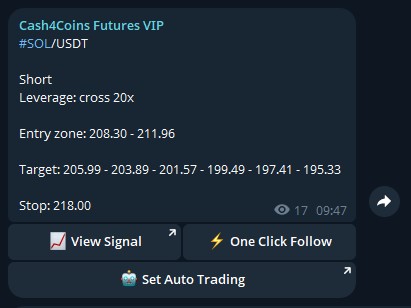 Cash4Coins Futures VIP
#SOL/USDT
Short
Leverage: cross 20x
Entry zone: 208.30 - 211.96
Target: 205.99 - 203.89 - 201.57 - 199.49 - 197.41 - 195.33
Stop: 218.00
17 09:47
View Signal
One Click Follow
Set Auto Trading